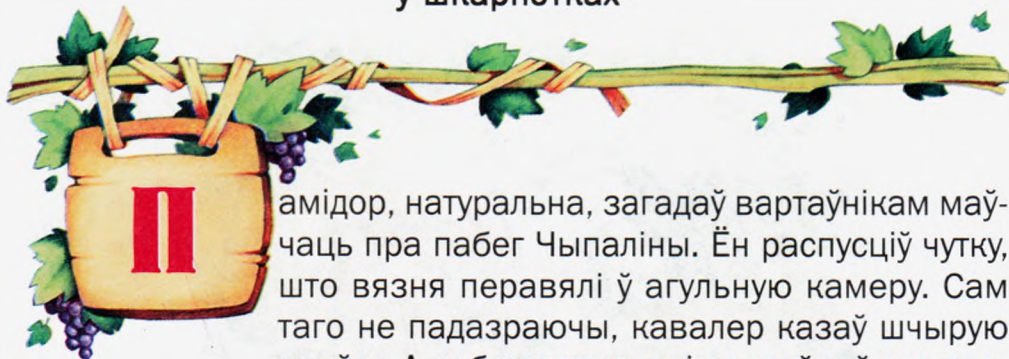 у шкарпэтках
П
амідор, натуральна, загадаў вартаўнікам маў-
чаць пра пабег Чыпаліны. Ён распусціў чутку,
што вязня перавялі ў агульную камеру. Сам
таго не падазраючы, кавалер казаў шчырую